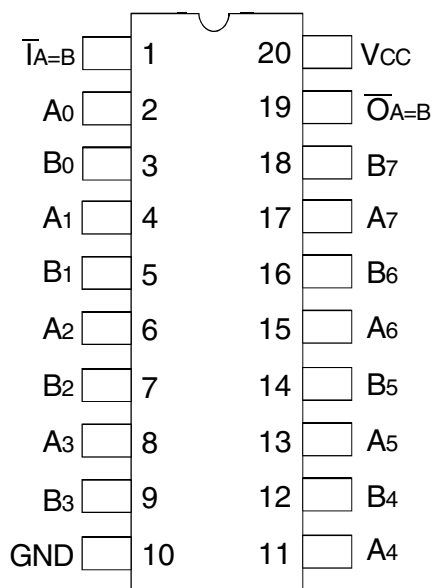 I̅A=B 1 20 VCC
A0 2 19 O̅A=B
B0 3 18 B7
A1 4 17 A7
B1 5 16 B6
A2 6 15 A6
B2 7 14 B5
A3 8 13 A5
B3 9 12 B4
GND 10 11 A4